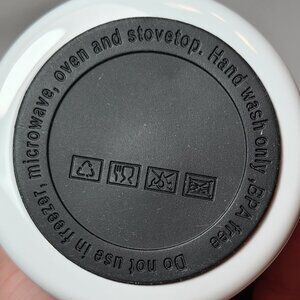 Do not use in freezer, microwave, oven and stovetop. Hand wash only ,BPA free